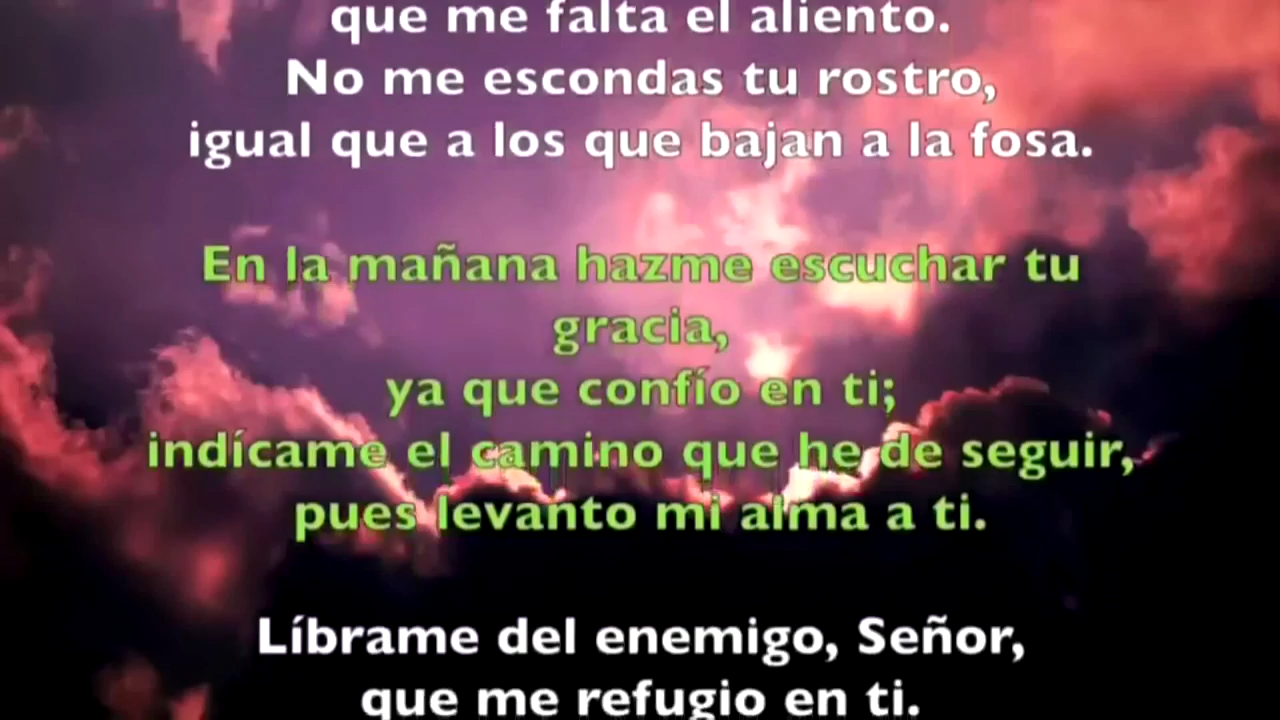 que me falta el aliento.
No me escondas tu rostro,
igual que a los que bajan a la fosa.
En la mañana hazme escuchar tu
gracia,
ya que confío en ti;
indícame el camino que he de seguir,
pues levanto mi alma a ti.
Líbrame del enemigo, Señor,
que me refugio en ti.